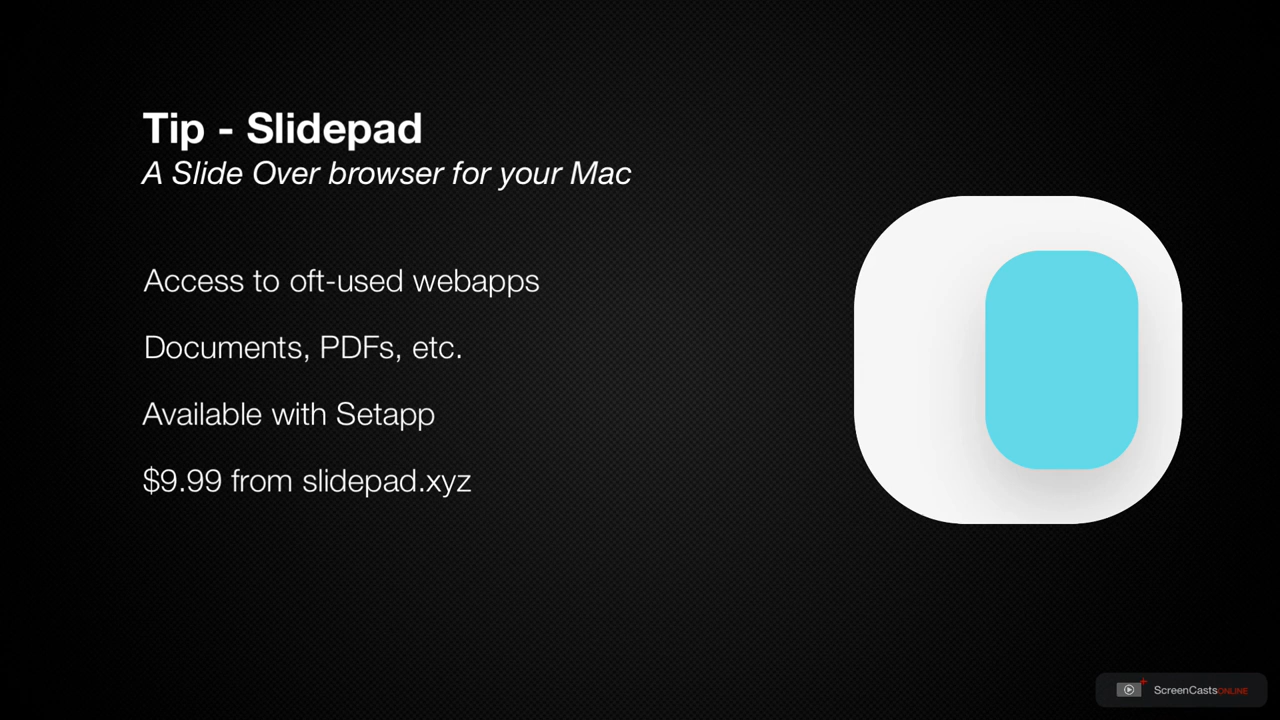 Tip - Slidepad
A Slide Over browser for your Mac
Access to oft-used webapps
Documents, PDFs, etc.
Available with Setapp
$9.99 from slidepad.xyz
ScreenCastsONLINE